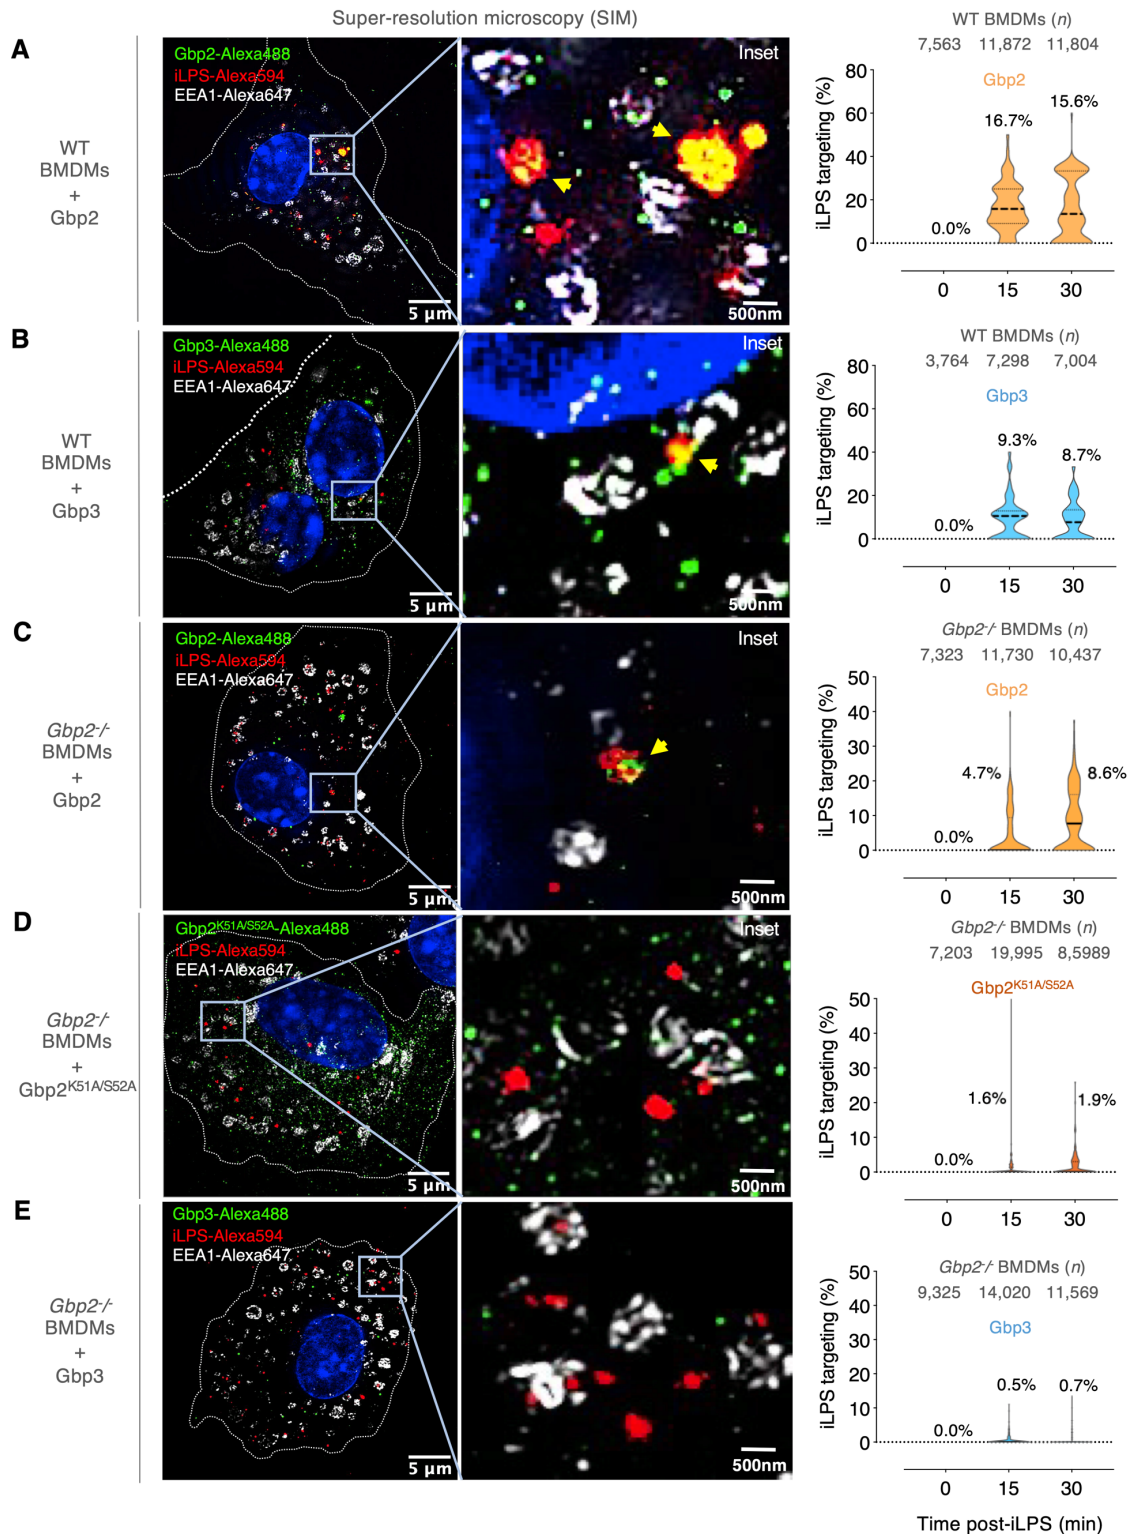 Super-resolution microscopy (SIM)
A
WT
BMDMs
+
Gbp2
Gbp2-Alexa488
iLPS-Alexa594
EEA1-Alexa647
5 µm
Inset
500nm
WT BMDMs (n)
7,563 11,872 11,804
Gbp2
iLPS targeting (%)
80
60
40
20
0
0.0%
16.7%
15.6%
0 15 30
B
WT
BMDMs
+
Gbp3
Gbp3-Alexa488
iLPS-Alexa594
EEA1-Alexa647
5 µm
Inset
500nm
WT BMDMs (n)
3,764 7,298 7,004
Gbp3
iLPS targeting (%)
80
60
40
20
0
0.0%
9.3%
8.7%
0 15 30
C
Gbp2-/-
BMDMs
+
Gbp2
Gbp2-Alexa488
iLPS-Alexa594
EEA1-Alexa647
5 µm
Inset
500nm
Gbp2-/- BMDMs (n)
7,323 11,730 10,437
Gbp2
iLPS targeting (%)
50
40
30
20
10
0
0.0%
4.7%
8.6%
0 15 30
D
Gbp2-/-
BMDMs
+
Gbp2K51A/S52A
Gbp2K51A/S52A-Alexa488
iLPS-Alexa594
EEA1-Alexa647
5 µm
Inset
500nm
Gbp2-/- BMDMs (n)
7,203 19,995 8,5989
Gbp2K51A/S52A
iLPS targeting (%)
50
40
30
20
10
0
0.0%
1.6%
1.9%
0 15 30
E
Gbp2-/-
BMDMs
+
Gbp3
Gbp3-Alexa488
iLPS-Alexa594
EEA1-Alexa647
5 µm
500nm
Gbp2-/- BMDMs (n)
9,325 14,020 11,569
Gbp3
iLPS targeting (%)
50
40
30
20
10
0
0.0%
0.5%
0.7%
0 15 30
Time post-iLPS (min)